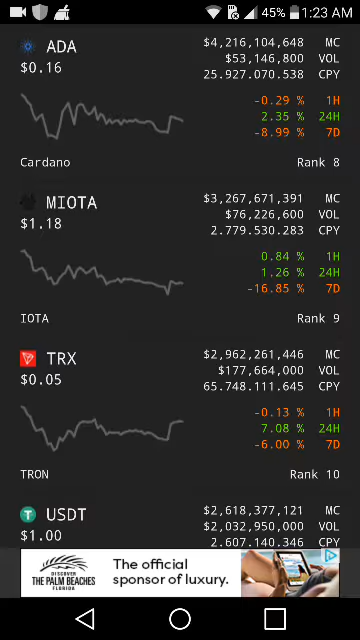 45% 1:23 AM
ADA $4,216,104,648 MC
$0.16 $53,146,800 VOL
25.927.070.538 CPY
-0.29 % 1H
2.35 % 24H
-8.99 % 7D
Cardano Rank 8
MIOTA $3,267,671,391 MC
$1.18 $76,226,600 VOL
2.779.530.283 CPY
0.84 % 1H
1.26 % 24H
-16.85 % 7D
IOTA Rank 9
TRX $2,962,261,446 MC
$0.05 $177,664,000 VOL
65.748.111.645 CPY
-0.13 % 1H
7.08 % 24H
-6.00 % 7D
TRON Rank 10
USDT $2,618,377,121 MC
$1.00 $2,032,950,000 VOL
2.607.140.346 CPY
DISCOVER
THE PALM BEACHES
FLORIDA
The official
sponsor of luxury.